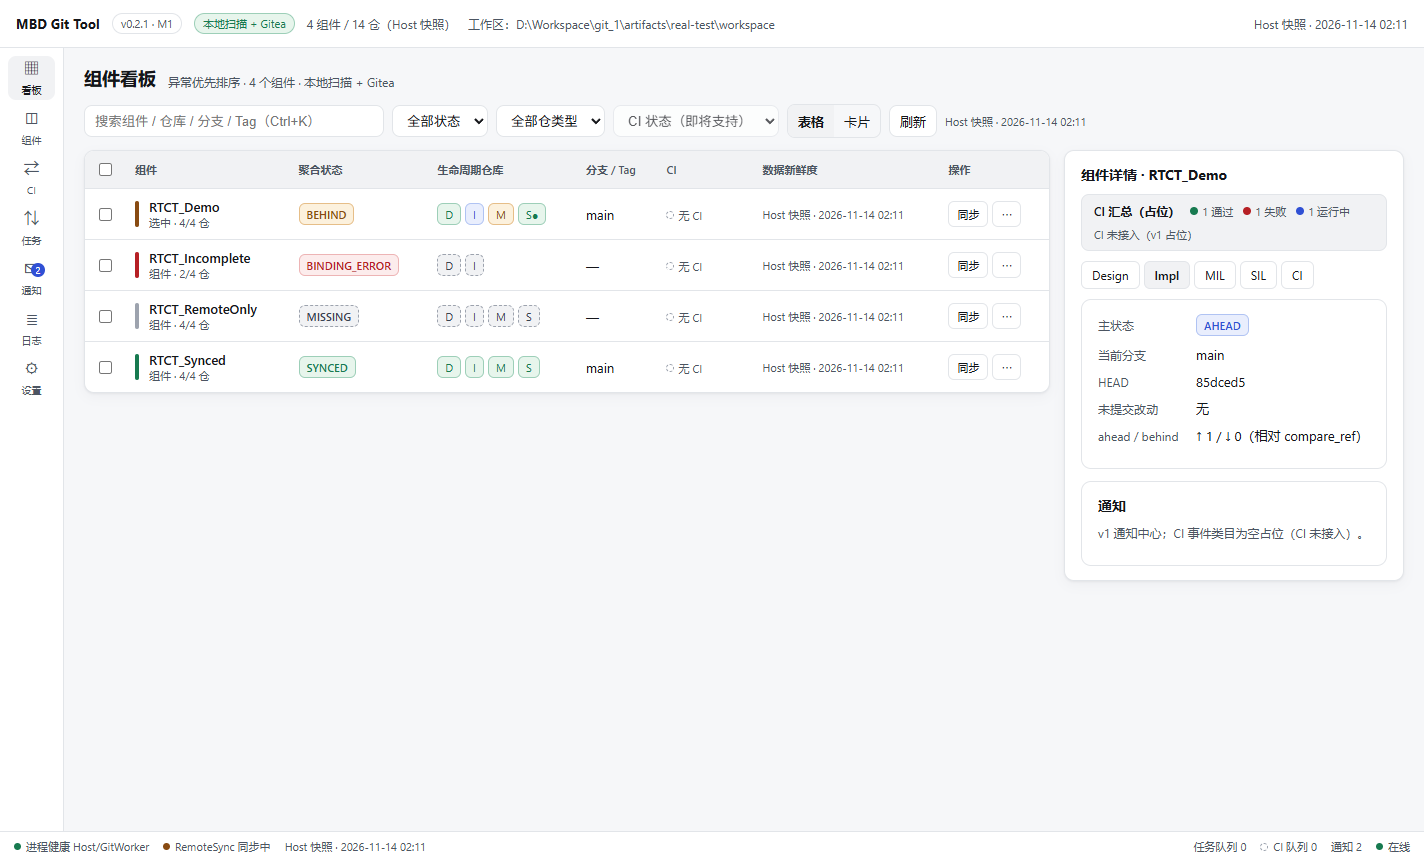 MBD Git Tool v0.2.1 · M1 本地扫描 + Gitea 4 组件 / 14 仓（Host 快照） 工作区：D:\Workspace\git_1\artifacts\real-test\workspace Host 快照 · 2026-11-14 02:11
看板
组件
CI
任务
2
通知
日志
设置
组件看板 异常优先排序 · 4 个组件 · 本地扫描 + Gitea
搜索组件 / 仓库 / 分支 / Tag（Ctrl+K） 全部状态 全部仓类型 CI 状态（即将支持） 表格 卡片 刷新 Host 快照 · 2026-11-14 02:11
组件 聚合状态 生命周期仓库 分支 / Tag CI 数据新鲜度 操作
RTCT_Demo BEHIND D I M S● main 无 CI Host 快照 · 2026-11-14 02:11 同步 ···
选中 · 4/4 仓
RTCT_Incomplete BINDING_ERROR D I — 无 CI Host 快照 · 2026-11-14 02:11 同步 ···
组件 · 2/4 仓
RTCT_RemoteOnly MISSING D I M S — 无 CI Host 快照 · 2026-11-14 02:11 同步 ···
组件 · 4/4 仓
RTCT_Synced SYNCED D I M S main 无 CI Host 快照 · 2026-11-14 02:11 同步 ···
组件 · 4/4 仓
组件详情 · RTCT_Demo
CI 汇总（占位） 1 通过 1 失败 1 运行中
CI 未接入（v1 占位）
Design Impl MIL SIL CI
主状态 AHEAD
当前分支 main
HEAD 85dced5
未提交改动 无
ahead / behind ↑ 1 / ↓ 0（相对 compare_ref）
通知
v1 通知中心；CI 事件类目为空占位（CI 未接入）。
进程健康 Host/GitWorker RemoteSync 同步中 Host 快照 · 2026-11-14 02:11 任务队列 0 CI 队列 0 通知 2 在线